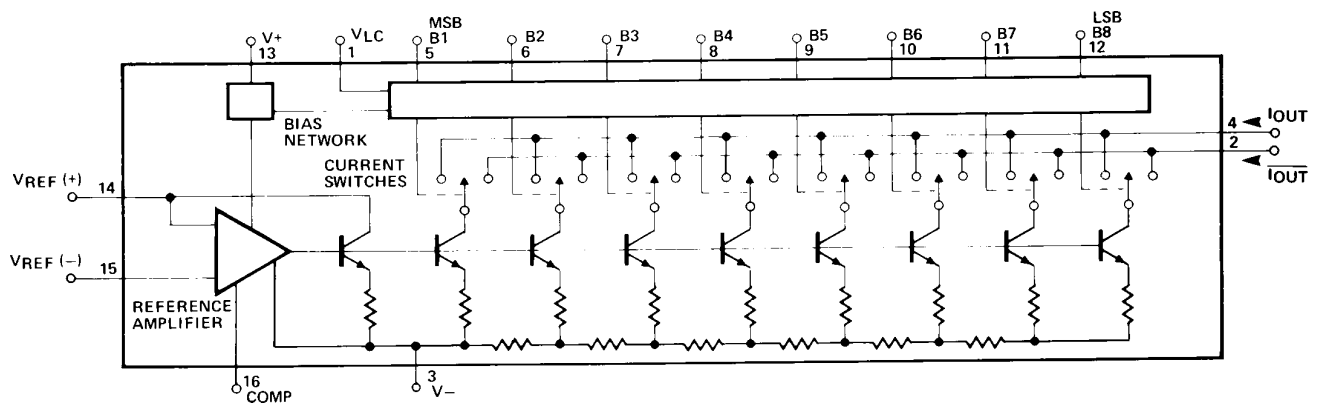 V+
13
VLC
1
MSB
B1
5
B2
6
B3
7
B4
8
B5
9
B6
10
B7
11
LSB
B8
12
BIAS
NETWORK
CURRENT
SWITCHES
4 IOUT
2
IOUT
VREF (+) 14
VREF (−) 15
REFERENCE
AMPLIFIER
16
COMP
3
V−